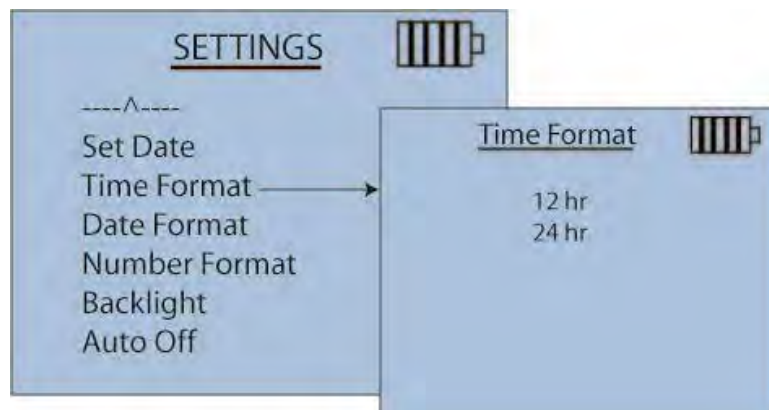 SETTINGS
----^----
Set Date
Time Format
Date Format
Number Format
Backlight
Auto Off
Time Format
12 hr
24 hr